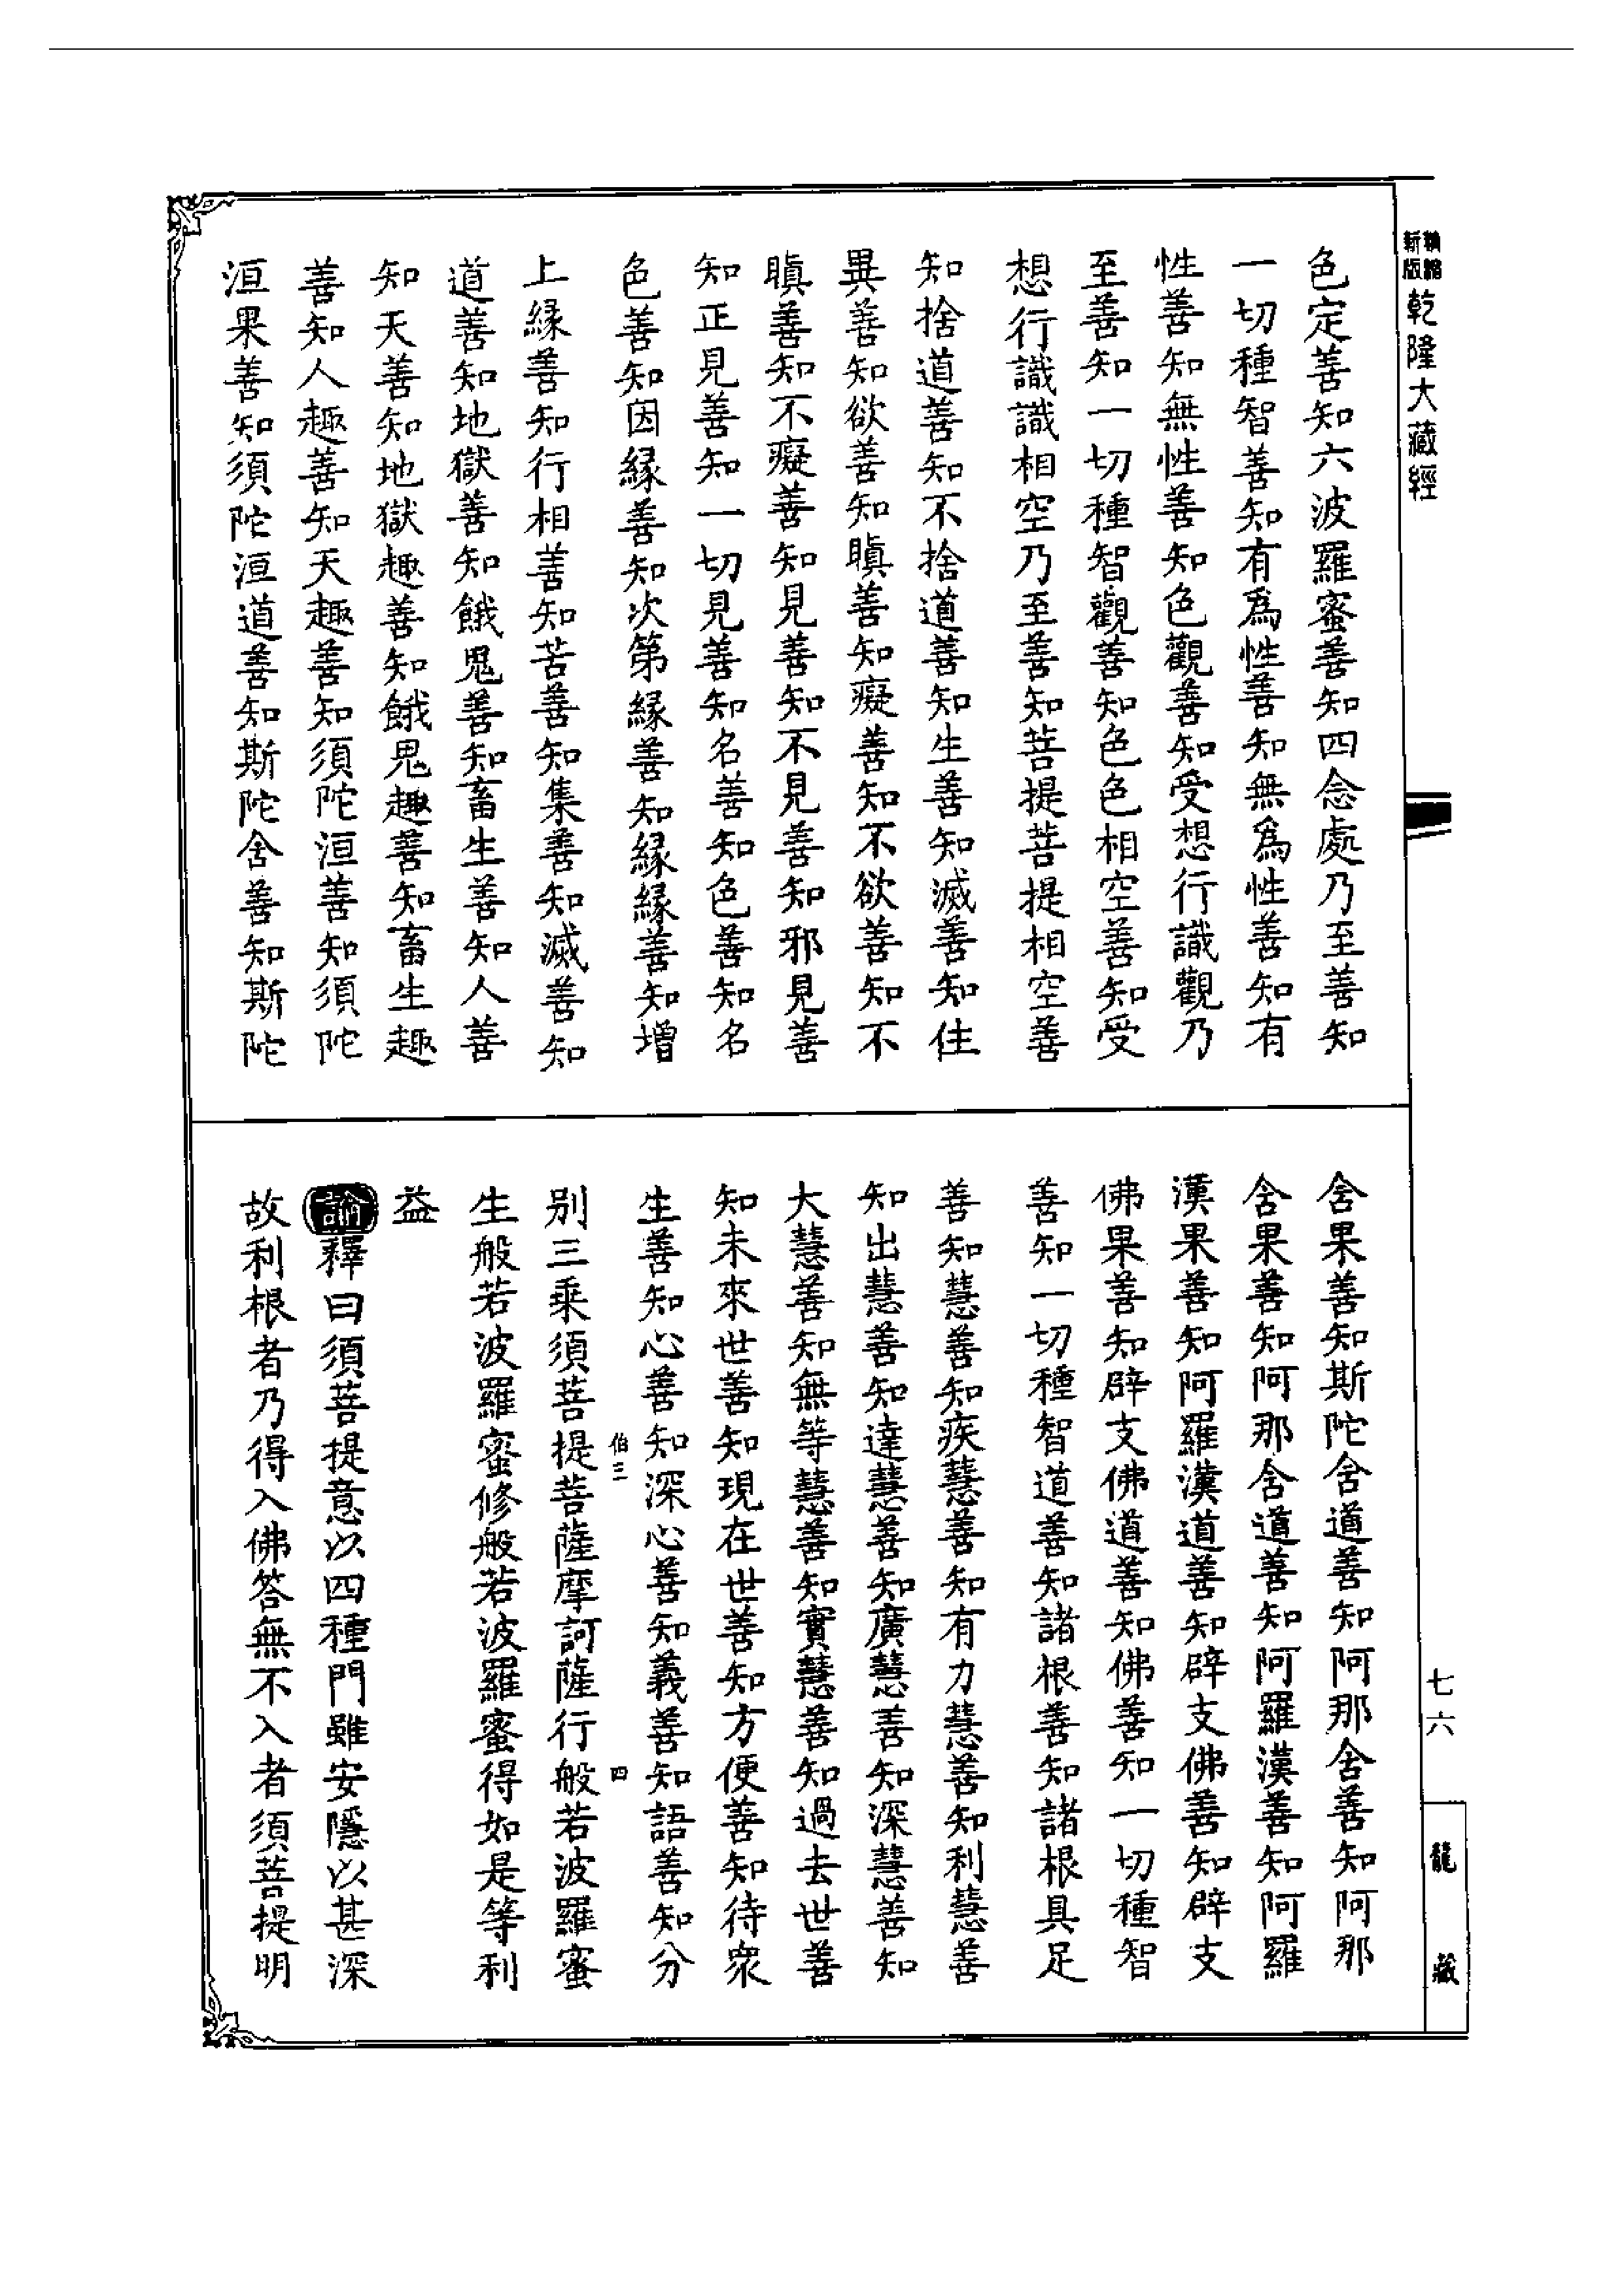 新版
乾隆大藏經
色定善知六波羅蜜善知四念處乃至善知
一切種智善知有為性善知無為性善知有
性善知無性善知色觀善知受想行識觀乃
至善知一切種智觀善知色色相空善知受
想行識識相空乃至善知菩提菩提相空善
知捨道善知不捨道善知生善知滅善知住
異善知欲善知瞋善知癡善知不欲善知不
瞋善知不癡善知見善知不見善知邪見善
知正見善知一切見善知名善知色善知名
色善知因緣善知次第緣善知緣緣善知增
上緣善知行相善知苦善知集善知滅善知
道善知地獄善知餓鬼善知畜生善知人善
知天善知地獄趣善知餓鬼趣善知畜生趣
善知人趣善知天趣善知須陀洹善知須陀
洹果善知須陀洹道善知斯陀舍善知斯陀
舍果善知斯陀舍道善知阿那舍善知阿那
舍果善知阿那舍道善知阿羅漢善知阿羅
漢果善知阿羅漢道善知辟支佛善知辟支
佛果善知辟支佛道善知佛善知一切種智
善知一切種智道善知諸根善知諸根具足
善知慧善知疾慧善知有力慧善知利慧善
知出慧善知達慧善知廣慧善知深慧善知
大慧善知無等慧善知實慧善知過去世善
知未來世善知現在世善知方便善知待眾
生善知心善知深心善知義善知語善知分
伯三 四
別三乘須菩提菩薩摩訶薩行般若波羅蜜
生般若波羅蜜修般若波羅蜜得如是等利
益
論釋曰須菩提意以四種門雖安隱以甚深
故利根者乃得入佛答無不入者須菩提明
七六
龍藏